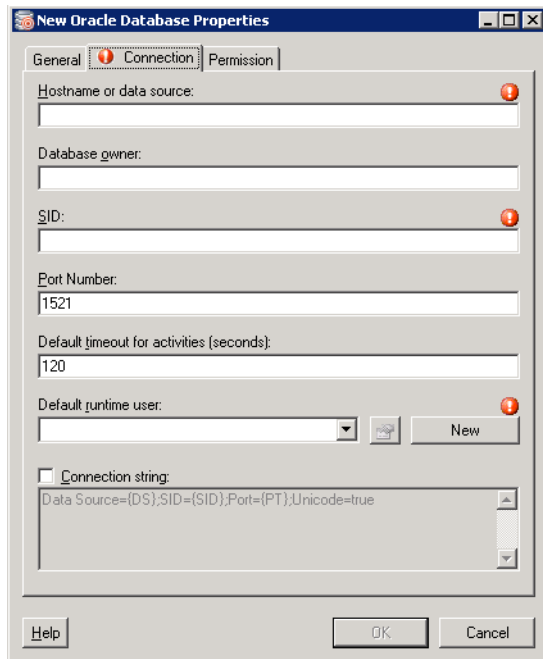 New Oracle Database Properties
General Connection Permission
Hostname or data source:
Database owner:
SID:
Port Number:
1521
Default timeout for activities (seconds):
120
Default runtime user:
New
Connection string:
Data Source={DS};SID={SID};Port={PT};Unicode=true
Help OK Cancel